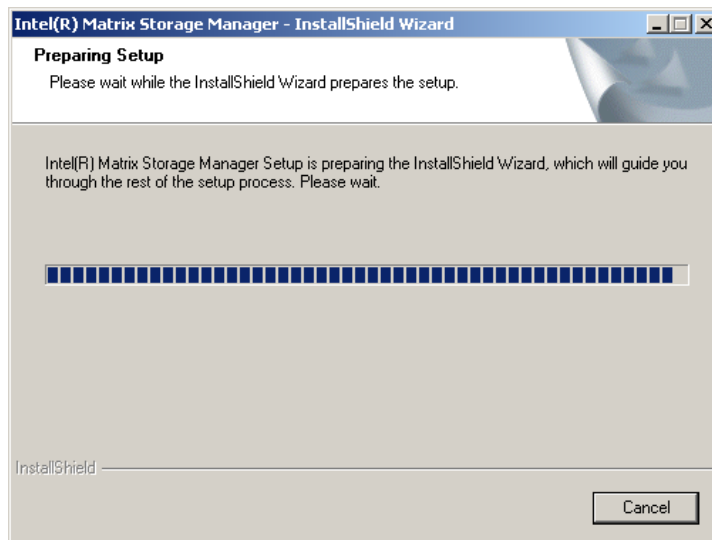 Intel(R) Matrix Storage Manager - InstallShield Wizard
Preparing Setup
Please wait while the InstallShield Wizard prepares the setup.
Intel(R) Matrix Storage Manager Setup is preparing the InstallShield Wizard, which will guide you
through the rest of the setup process. Please wait.
InstallShield
Cancel